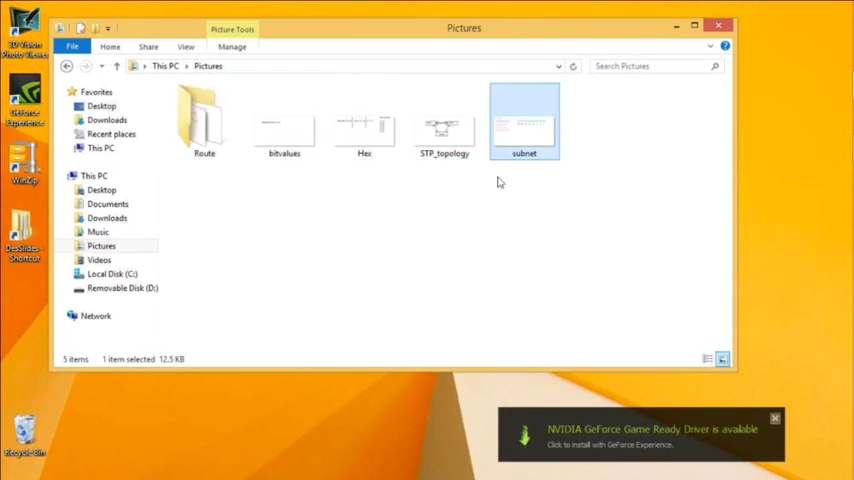 Picture Tools
Pictures
File
Home
Share
View
Manage
This PC
Pictures
Search Pictures
Favorites
Desktop
Downloads
Recent places
This PC
This PC
Desktop
Documents
Downloads
Music
Pictures
Videos
Local Disk (C:)
Removable Disk (D:)
Network
Route
bitvalues
Hex
STP_topology
subnet
5 items
1 item selected 12.5 KB
3D Vision
Photo Viewer
GeForce
Experience
WinZip
DesSlides -
Shortcut
Recycle Bin
NVIDIA GeForce Game Ready Driver is available
Click to install with GeForce Experience.